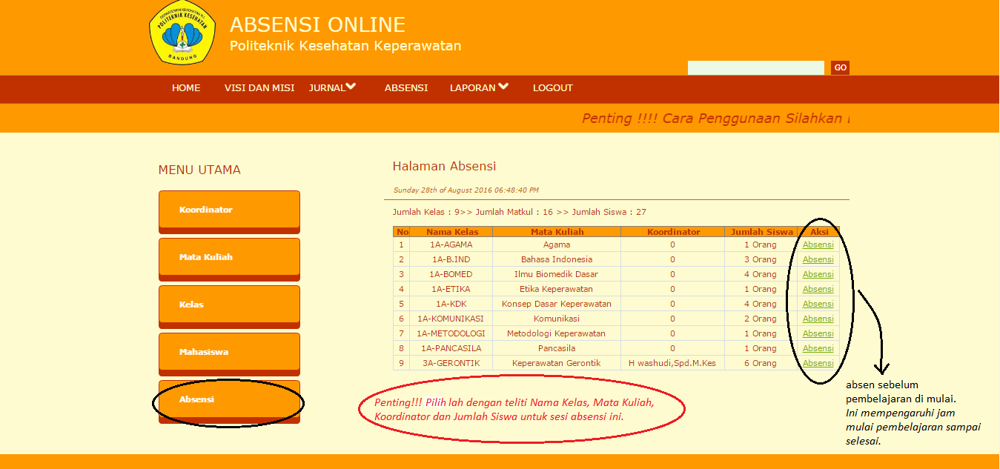 DEPARTEMEN KESEHATAN R.I.
POLITEKNIK KESEHATAN
BANDUNG
ABSENSI ONLINE
Politeknik Kesehatan Keperawatan
GO
HOME VISI DAN MISI JURNAL ABSENSI LAPORAN LOGOUT
Penting !!!! Cara Penggunaan Silahkan
MENU UTAMA
Koordinator
Mata Kuliah
Kelas
Mahasiswa
Absensi
Halaman Absensi
Sunday 28th of August 2016 06:48:40 PM
Jumlah Kelas : 9>> Jumlah Matkul : 16 >> Jumlah Siswa : 27
No Nama Kelas Mata Kuliah Koordinator Jumlah Siswa Aksi
1 1A-AGAMA Agama 0 1 Orang Absensi
2 1A-B.IND Bahasa Indonesia 0 3 Orang Absensi
3 1A-BOMED Ilmu Biomedik Dasar 0 4 Orang Absensi
4 1A-ETIKA Etika Keperawatan 0 1 Orang Absensi
5 1A-KDK Konsep Dasar Keperawatan 0 4 Orang Absensi
6 1A-KOMUNIKASI Komunikasi 0 2 Orang Absensi
7 1A-METODOLOGI Metodologi Keperawatan 0 1 Orang Absensi
8 1A-PANCASILA Pancasila 0 1 Orang Absensi
9 3A-GERONTIK Keperawatan Gerontik H washudi,Spd.M.Kes 6 Orang Absensi
Penting!!! Pilih lah dengan teliti Nama Kelas, Mata Kuliah,
Koordinator dan Jumlah Siswa untuk sesi absensi ini.
absen sebelum
pembelajaran di mulai.
Ini mempengaruhi jam
mulai pembelajaran sampai
selesai.